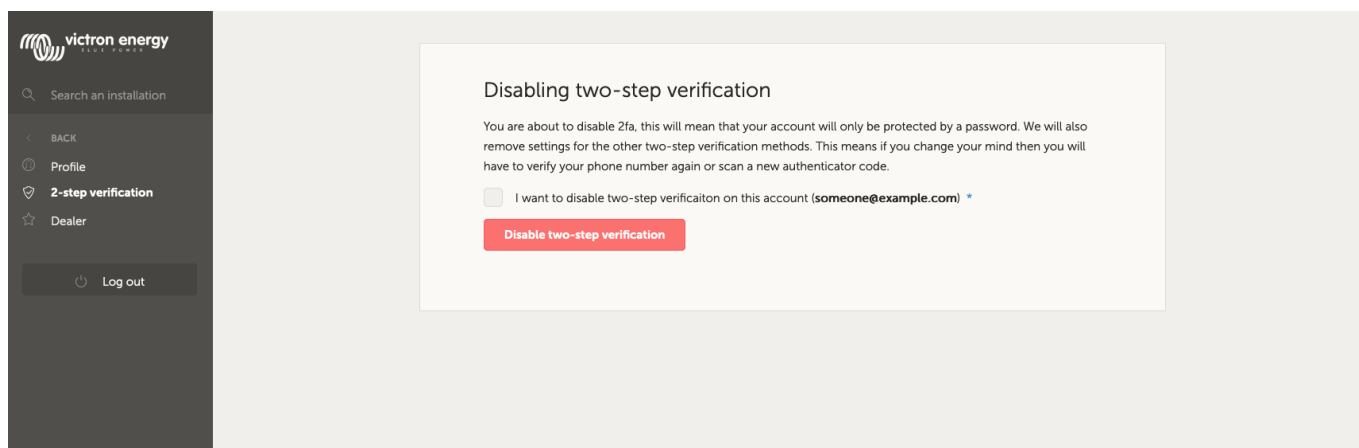 victron energy
BLUE POWER
Search an installation
BACK
Profile
2-step verification
Dealer
Log out
Disabling two-step verification
You are about to disable 2fa, this will mean that your account will only be protected by a password. We will also
remove settings for the other two-step verification methods. This means if you change your mind then you will
have to verify your phone number again or scan a new authenticator code.
I want to disable two-step verificaiton on this account (someone@example.com) *
Disable two-step verification